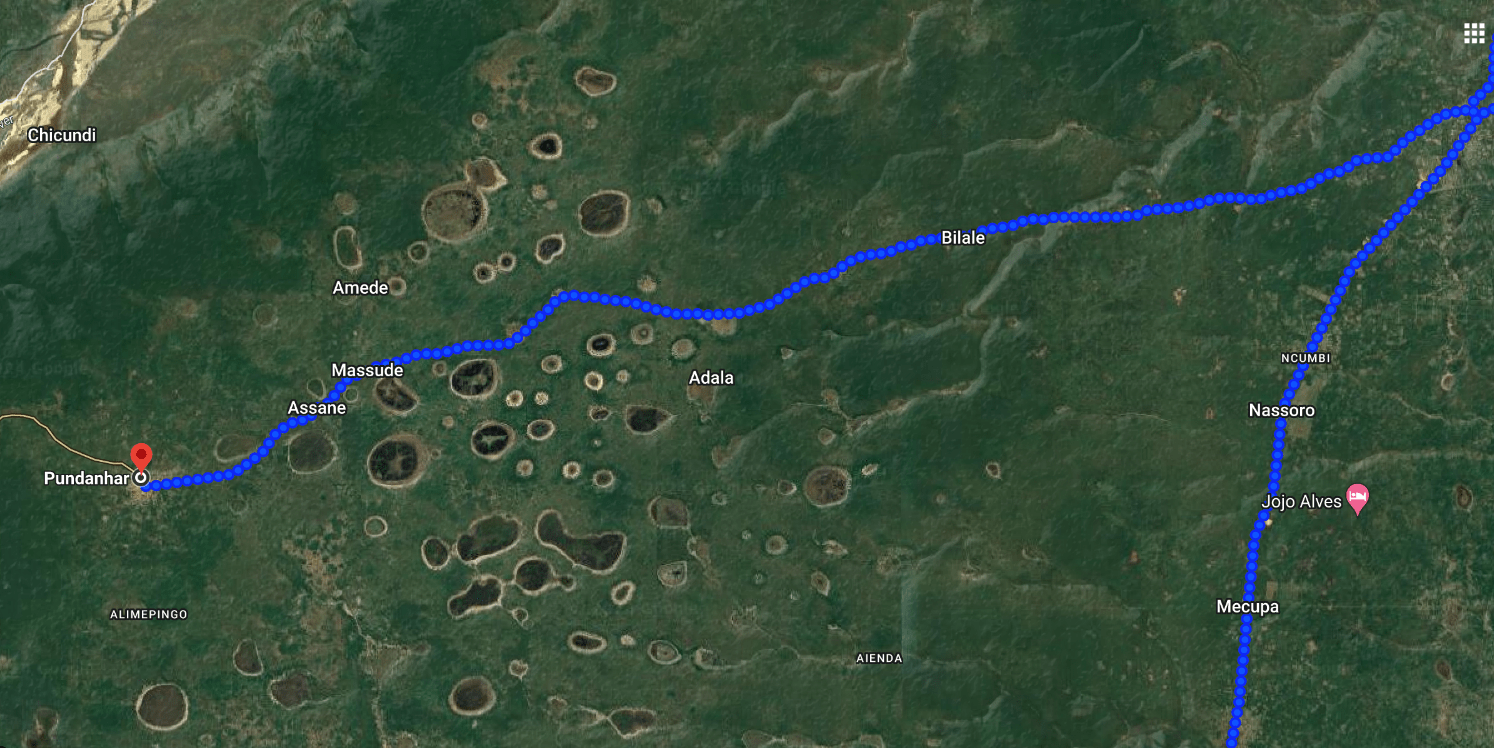 Chicundi
Bilale
Amede
NCUMBI
Massude
Adala
Assane
Nassoro
Pundanhar
Jojo Alves
Mecupa
ALIMEPINGO
AIENDA